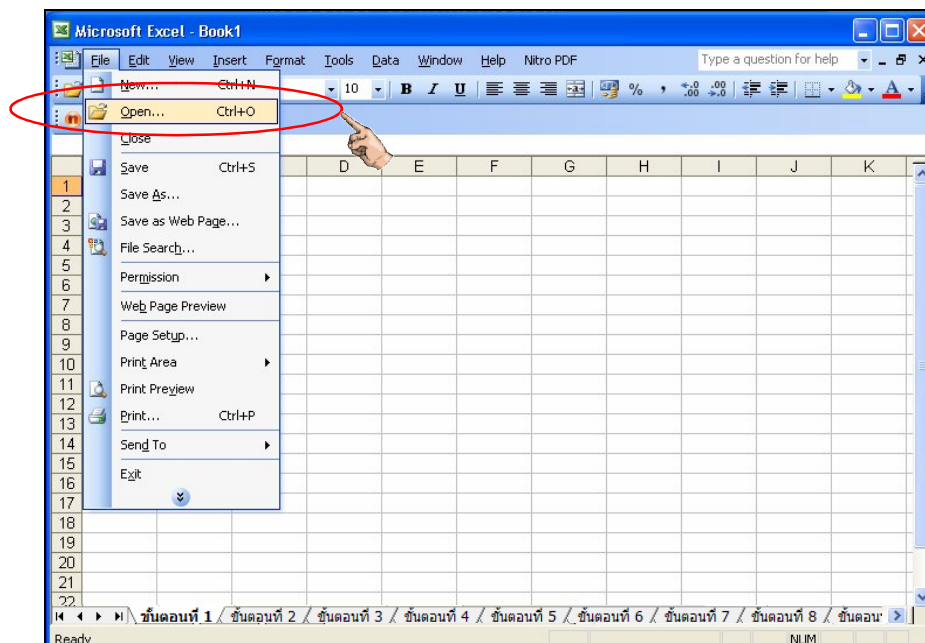 Microsoft Excel - Book1
File Edit View Insert Format Tools Data Window Help Nitro PDF Type a question for help
10 B I U % ,
New... Ctrl+N
Open... Ctrl+O
Close
Save Ctrl+S
Save As...
Save as Web Page...
File Search...
Permission
Web Page Preview
Page Setup...
Print Area
Print Preview
Print... Ctrl+P
Send To
Exit
D E F G H I J K
1
2
3
4
5
6
7
8
9
10
11
12
13
14
15
16
17
18
19
20
21
22
ขั้นตอนที่ 1 ขั้นตอนที่ 2 ขั้นตอนที่ 3 ขั้นตอนที่ 4 ขั้นตอนที่ 5 ขั้นตอนที่ 6 ขั้นตอนที่ 7 ขั้นตอนที่ 8
Ready NUM